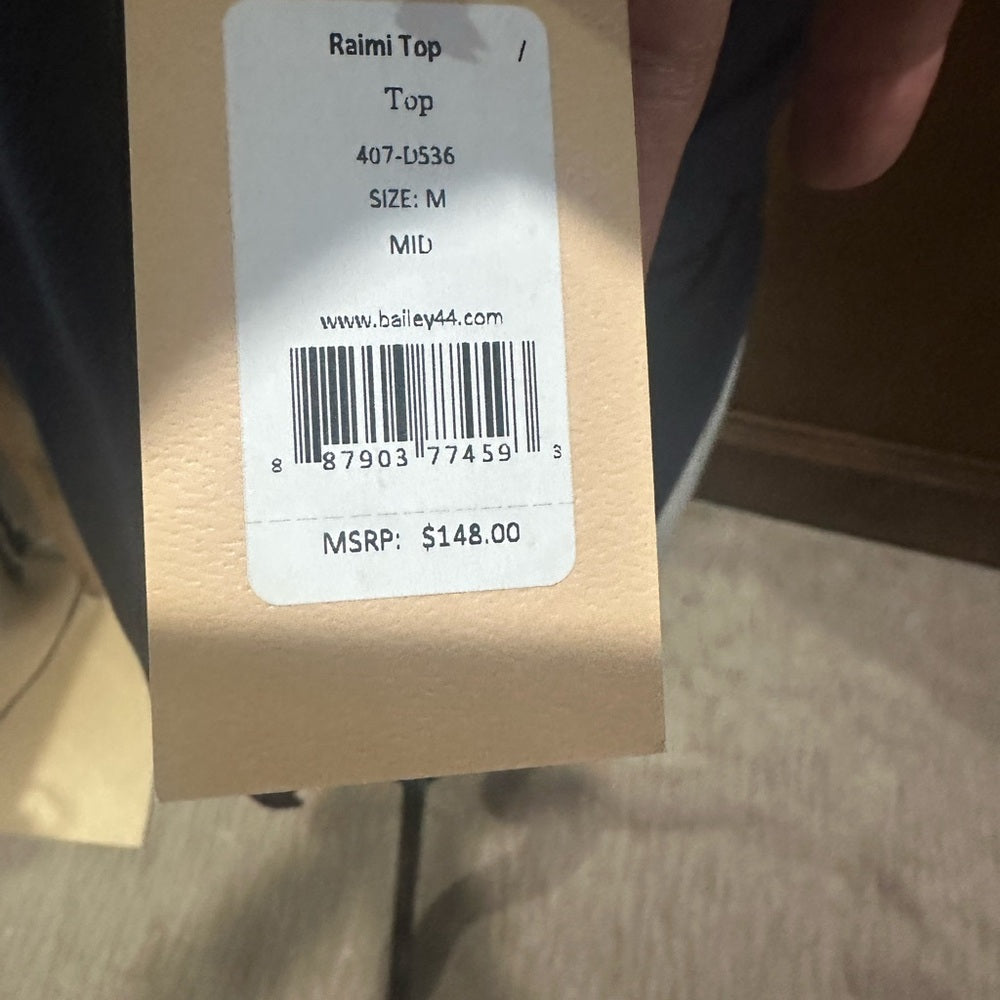 Raimi Top /
Top
407-D536
SIZE: M
MID
www.bailey44.com
8 87903 77459 3
MSRP: $148.00